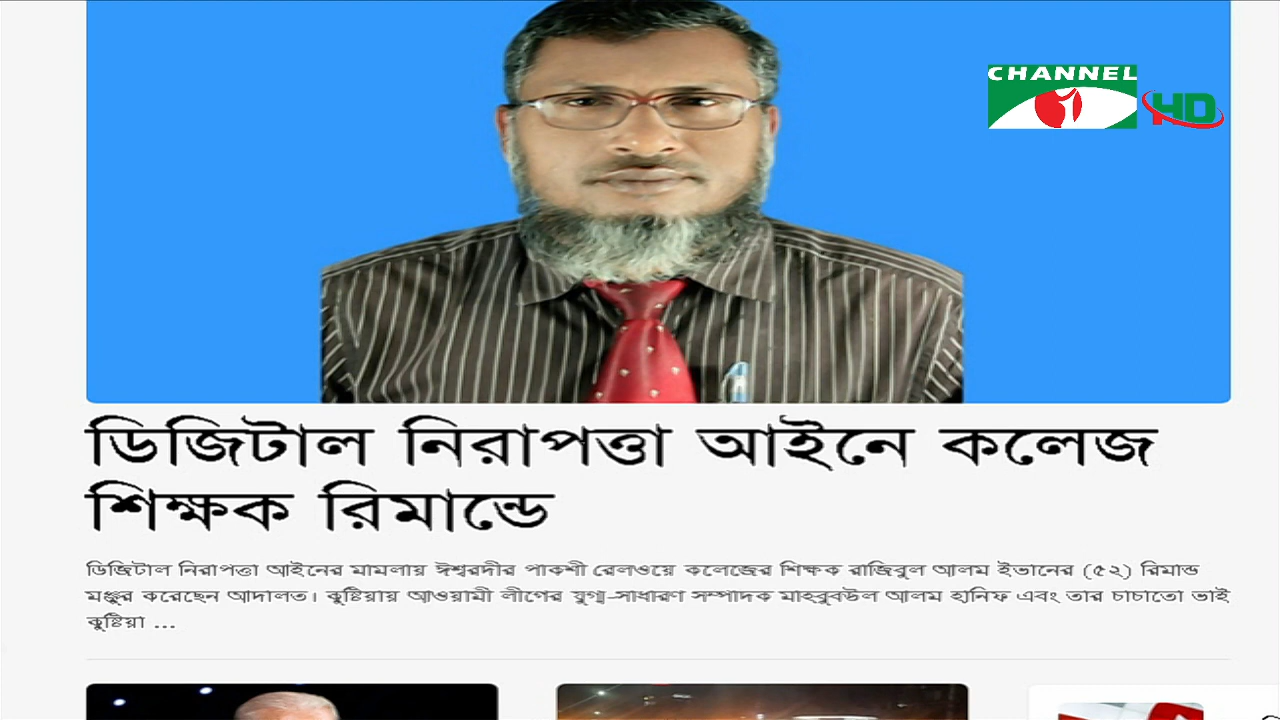 CHANNEL
i HD
ডিজিটাল নিরাপত্তা আইনে কলেজ
শিক্ষক রিমান্ডে
ডিজিটাল নিরাপত্তা আইনের মামলায় ঈশ্বরদীর পাকশী রেলওয়ে কলেজের শিক্ষক রাজিবুল আলম ইভানের (৫২) রিমান্ড
মঞ্জুর করেছেন আদালত। কুষ্টিয়ায় আওয়ামী লীগের যুগ্ম-সাধারণ সম্পাদক মাহবুবউল আলম হানিফ এবং তার চাচাতো ভাই
কুষ্টিয়া ...